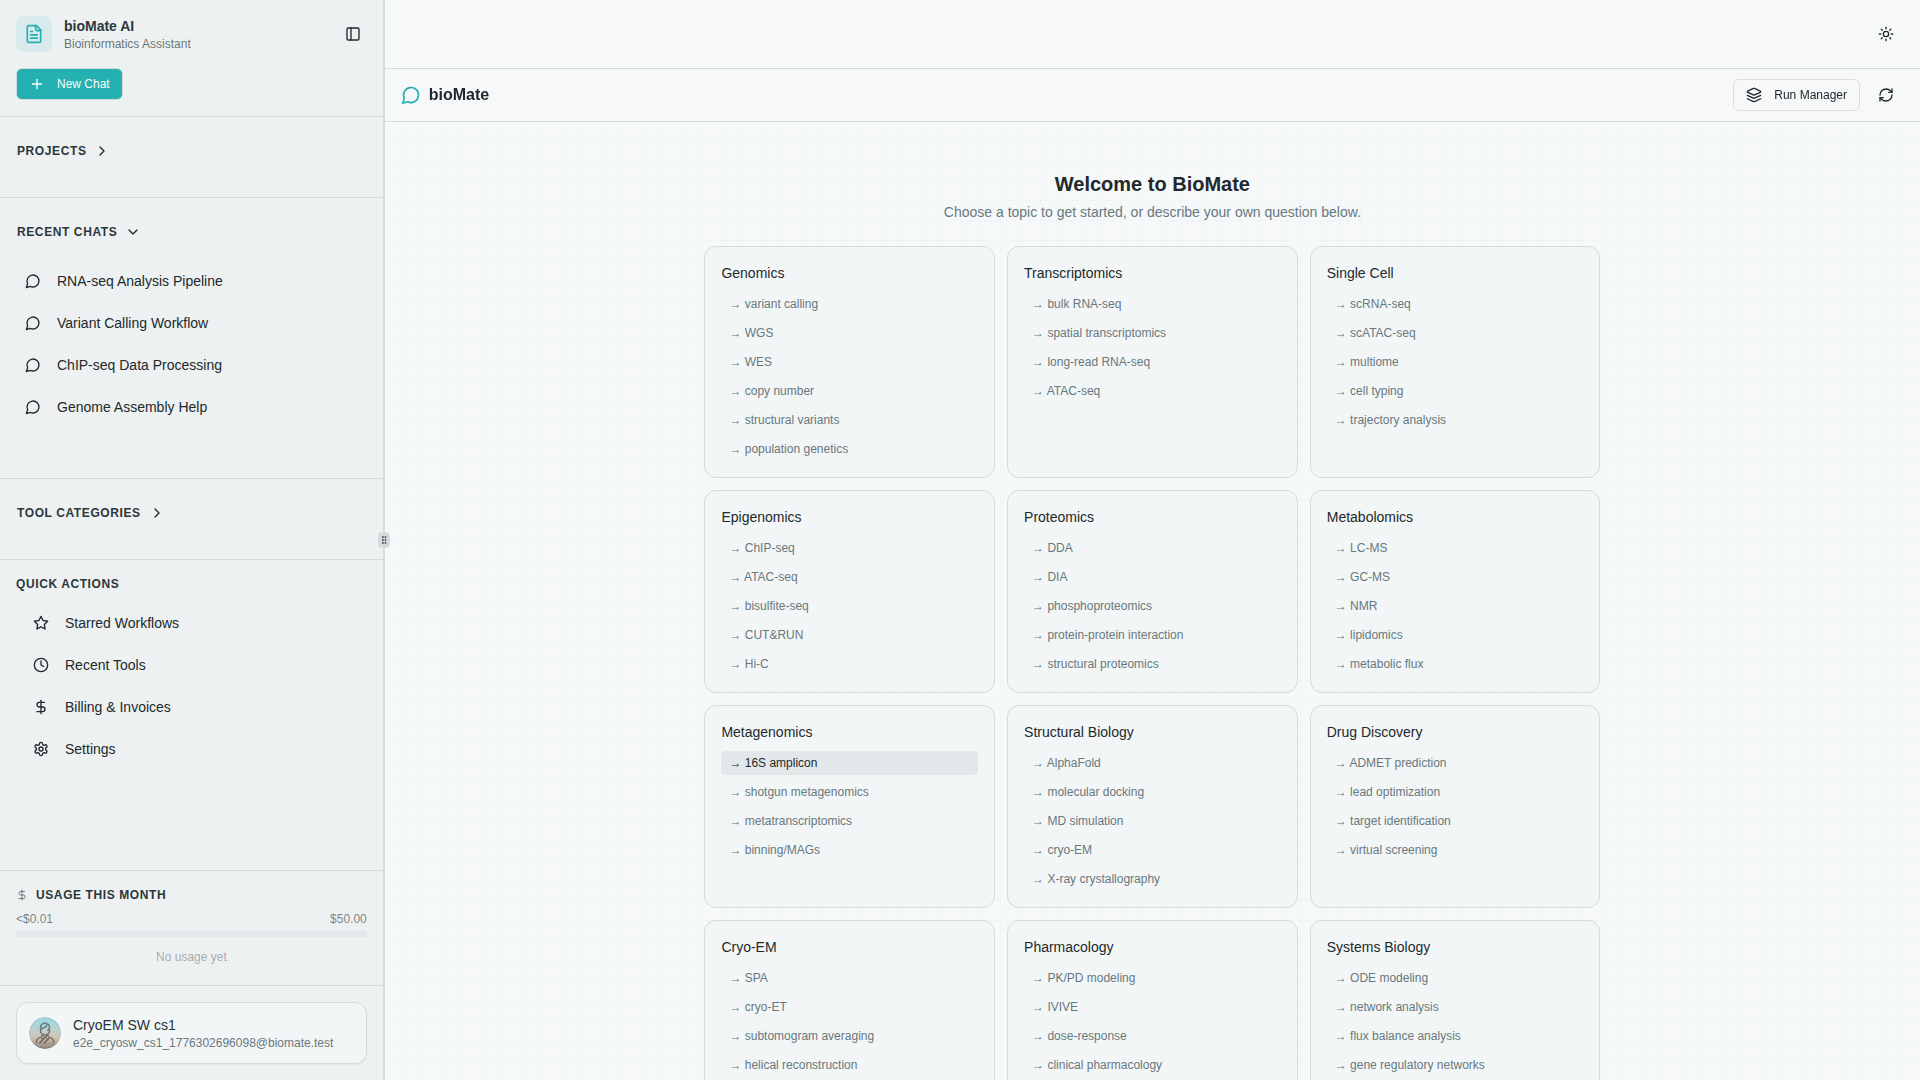 bioMate AI
Bioinformatics Assistant
New Chat
PROJECTS
RECENT CHATS
RNA-seq Analysis Pipeline
Variant Calling Workflow
ChIP-seq Data Processing
Genome Assembly Help
TOOL CATEGORIES
QUICK ACTIONS
Starred Workflows
Recent Tools
Billing & Invoices
Settings
USAGE THIS MONTH
<$0.01 $50.00
No usage yet
CryoEM SW cs1
e2e_cryosw_cs1_1776302696098@biomate.test
bioMate
Run Manager
Welcome to BioMate
Choose a topic to get started, or describe your own question below.
Genomics
→ variant calling
→ WGS
→ WES
→ copy number
→ structural variants
→ population genetics
Transcriptomics
→ bulk RNA-seq
→ spatial transcriptomics
→ long-read RNA-seq
→ ATAC-seq
Single Cell
→ scRNA-seq
→ scATAC-seq
→ multiome
→ cell typing
→ trajectory analysis
Epigenomics
→ ChIP-seq
→ ATAC-seq
→ bisulfite-seq
→ CUT&RUN
→ Hi-C
Proteomics
→ DDA
→ DIA
→ phosphoproteomics
→ protein-protein interaction
→ structural proteomics
Metabolomics
→ LC-MS
→ GC-MS
→ NMR
→ lipidomics
→ metabolic flux
Metagenomics
→ 16S amplicon
→ shotgun metagenomics
→ metatranscriptomics
→ binning/MAGs
Structural Biology
→ AlphaFold
→ molecular docking
→ MD simulation
→ cryo-EM
→ X-ray crystallography
Drug Discovery
→ ADMET prediction
→ lead optimization
→ target identification
→ virtual screening
Cryo-EM
→ SPA
→ cryo-ET
→ subtomogram averaging
→ helical reconstruction
Pharmacology
→ PK/PD modeling
→ IVIVE
→ dose-response
→ clinical pharmacology
Systems Biology
→ ODE modeling
→ network analysis
→ flux balance analysis
→ gene regulatory networks